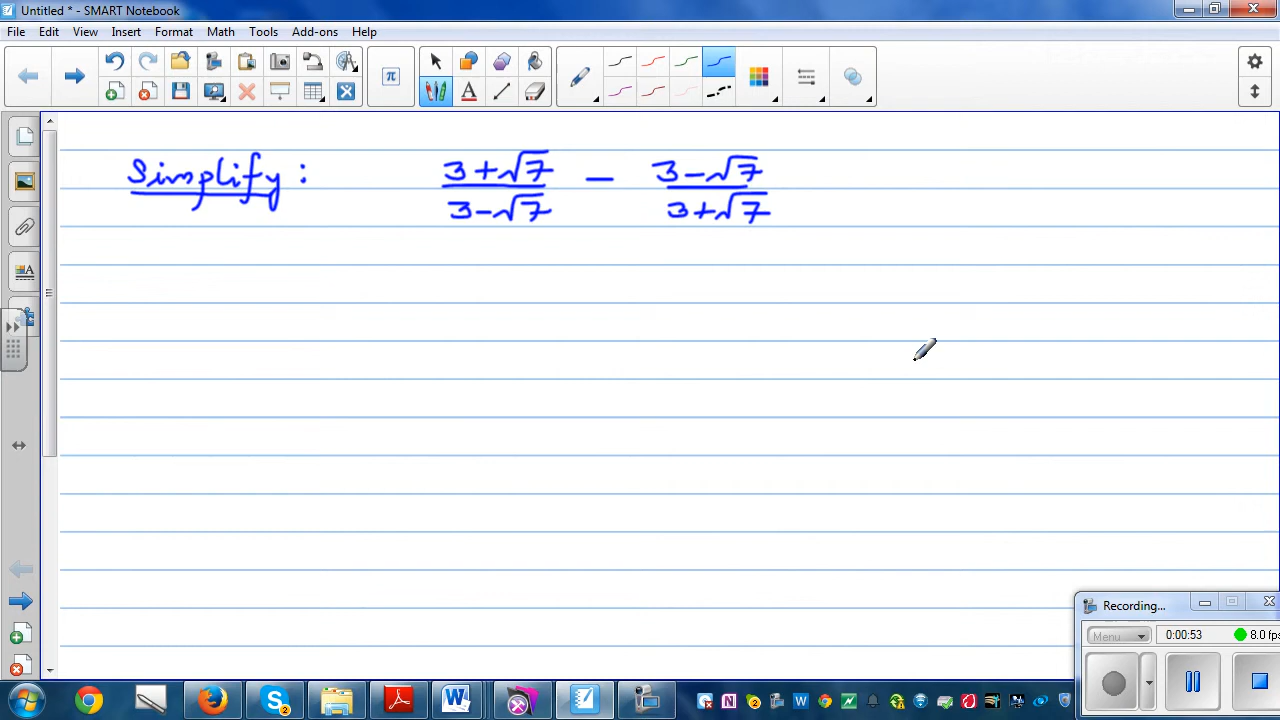 Untitled * - SMART Notebook
File Edit View Insert Format Math Tools Add-ons Help
π
A
Simplify : 3+√7 / 3-√7 - 3-√7 / 3+√7
Recording...
Menu 0:00:53 8.0 fps